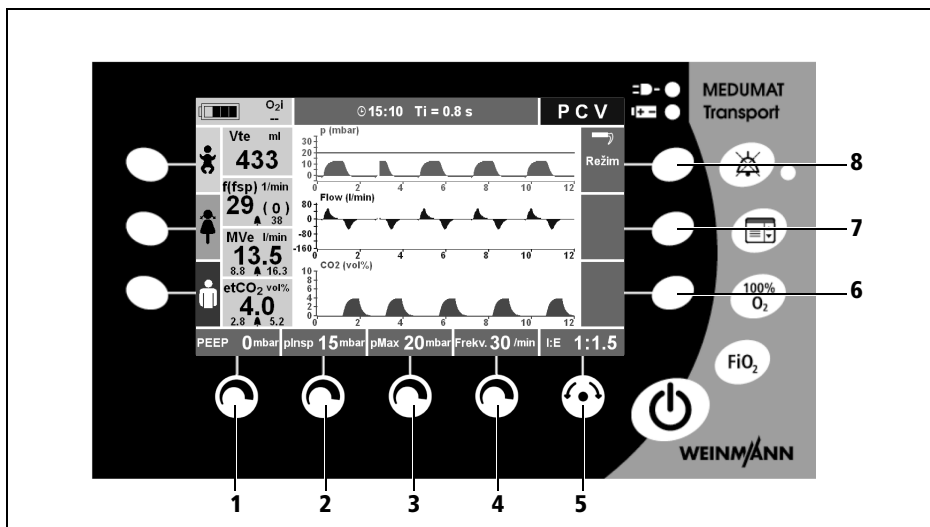 MEDUMAT
Transport
O2i
--
15:10 Ti = 0.8 s
PCV
Vte ml
433
f(fsp) 1/min
29 (0)
38
MVe l/min
13.5
8.8 16.3
etCO2 vol%
4.0
2.8 5.2
p (mbar)
30
20
10
0
0 2 4 6 8 10 12
Flow (l/min)
80
0
-80
-160
0 2 4 6 8 10 12
CO2 (vol%)
10
8
6
4
2
0
0 2 4 6 8 10 12
Režim
PEEP 0 mbar pInsp 15 mbar pMax 20 mbar Frekv. 30 /min I:E 1:1.5
8
7
100%
O2
6
FiO2
WEINMANN
1 2 3 4 5